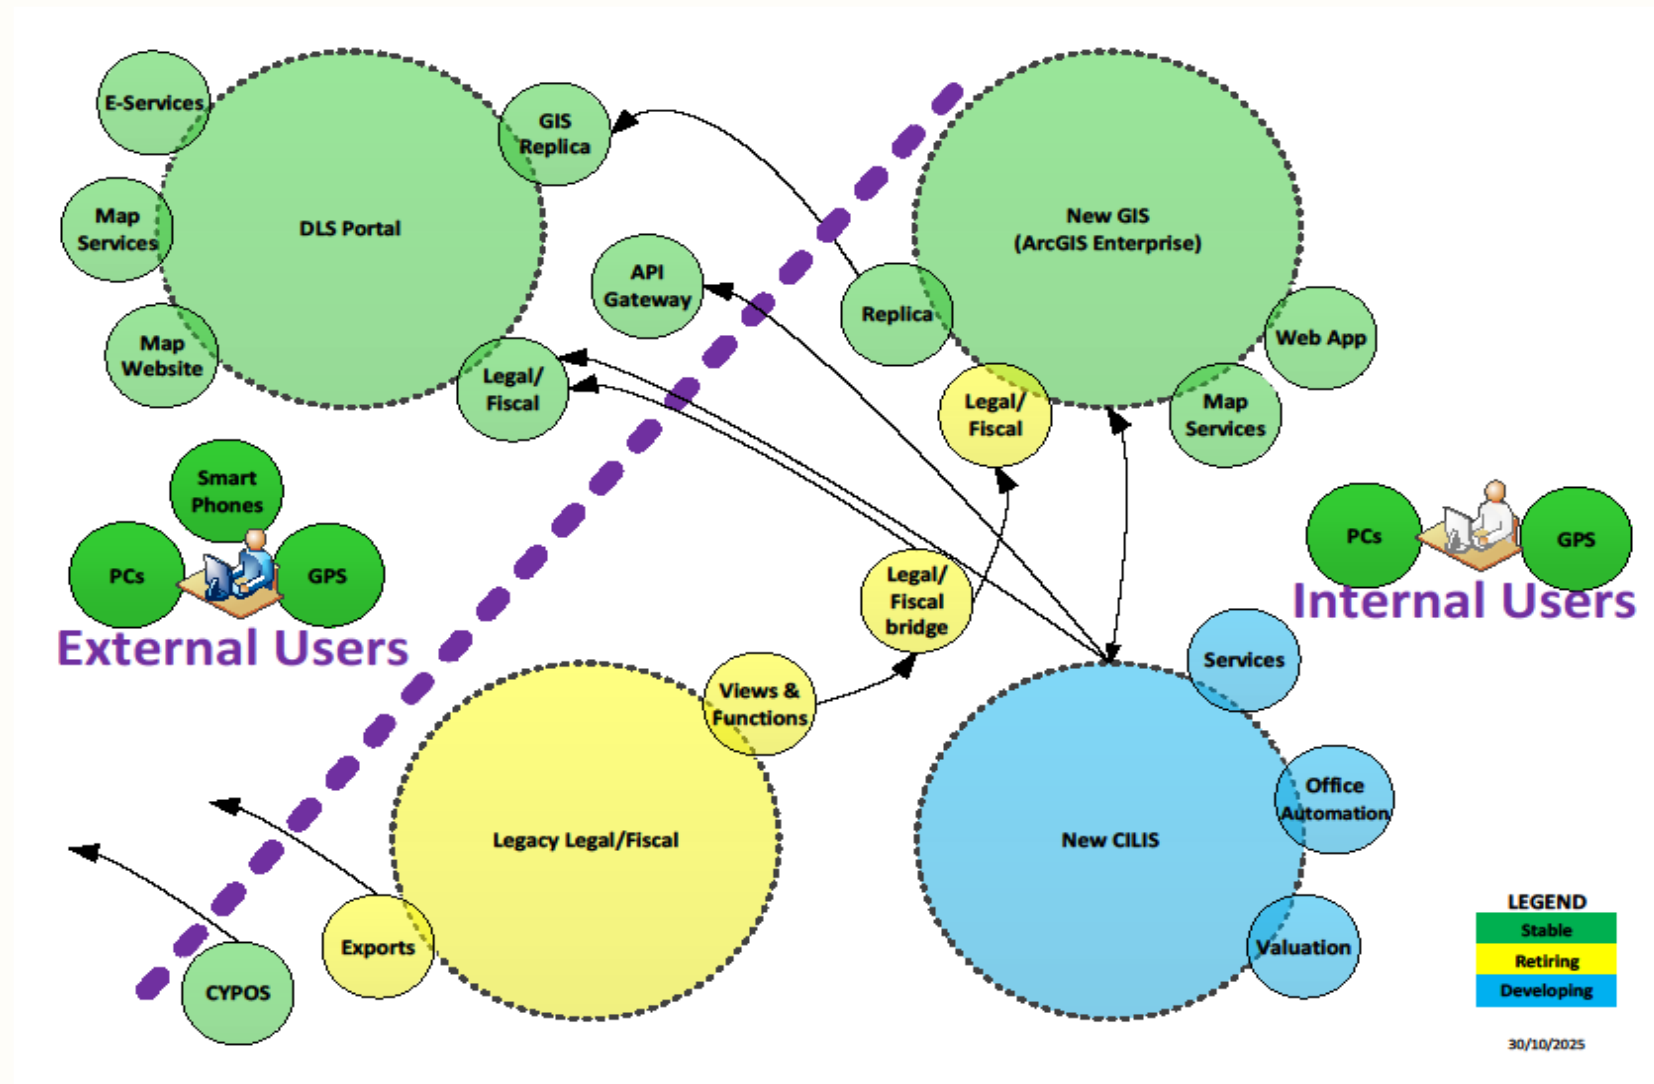 E-Services
GIS
Replica
Map
Services
DLS Portal
New GIS
(ArcGIS Enterprise)
API
Gateway
Replica
Map
Website
Web App
Legal/
Fiscal
Legal/
Fiscal
Map
Services
Smart
Phones
PCs
GPS
External Users
PCs
GPS
Internal Users
Legal/
Fiscal
bridge
Views &
Functions
Services
Office
Automation
Legacy Legal/Fiscal
New CILIS
Exports
Valuation
CYPOS
LEGEND
Stable
Retiring
Developing
30/10/2025